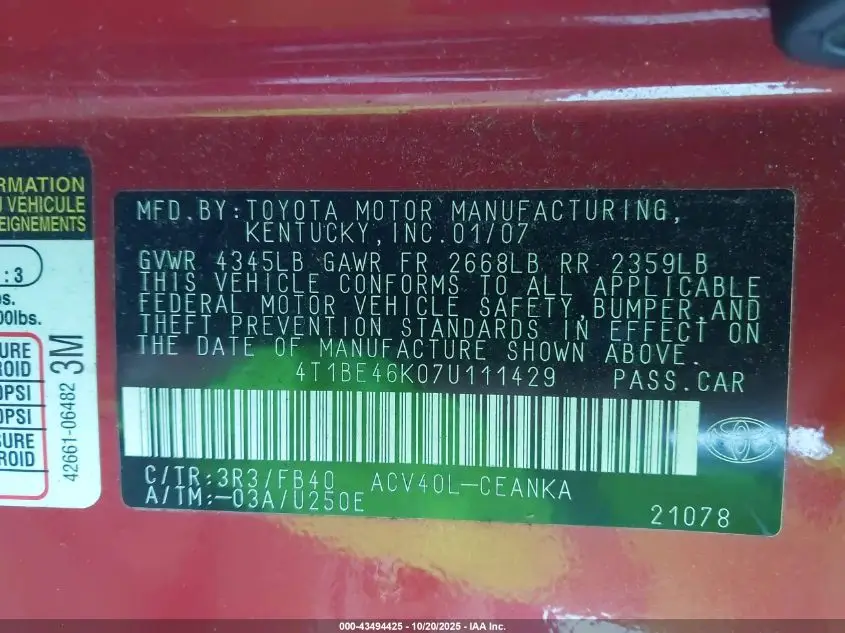 RMATION
VEHICLE
EIGNEMENTS
:3
00lbs.
URE
ROID
0PSI
0PSI
SURE
ROID
42661-06482
3M
MFD.BY:TOYOTA MOTOR MANUFACTURING,
KENTUCKY,INC.01/07
GVWR 4345LB GAWR FR 2668LB RR 2359LB
THIS VEHICLE CONFORMS TO ALL APPLICABLE
FEDERAL MOTOR VEHICLE SAFETY,BUMPER,AND
THEFT PREVENTION STANDARDS IN EFFECT ON
THE DATE OF MANUFACTURE SHOWN ABOVE.
4T1BE46K07U111429 PASS.CAR
C/TR:3R3/FB40 ACV40L-CEANKA
A/TM:-03A/U250E
21078
000-43494425 - 10/20/2025 - IAA Inc.